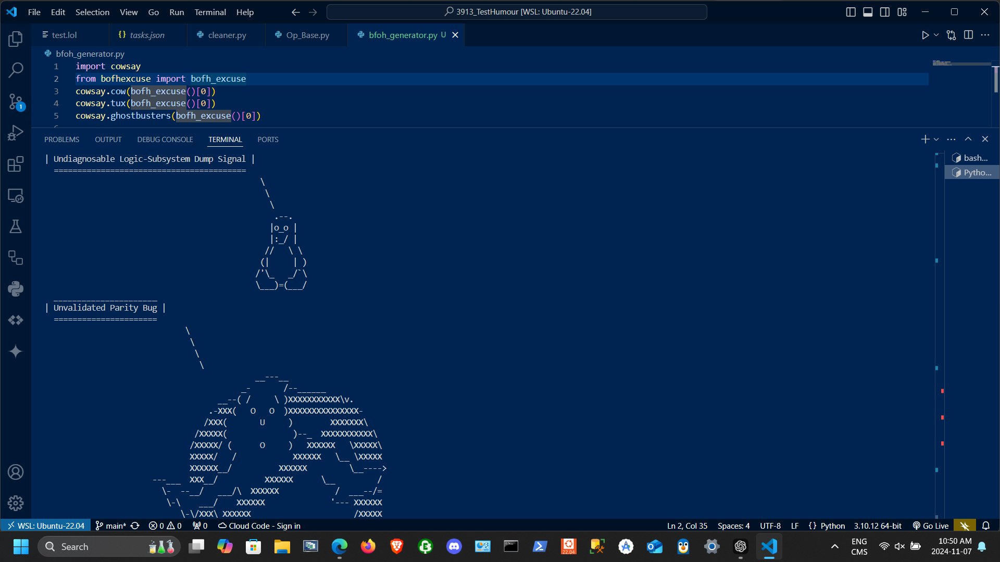 File Edit Selection View Go Run Terminal Help
3913_TestHumour [WSL: Ubuntu-22.04]
test.lol
{} tasks.json
cleaner.py
Op_Base.py
bfoh_generator.py U
bfoh_generator.py
1 import cowsay
2 from bofhexcuse import bofh_excuse
3 cowsay.cow(bofh_excuse()[0])
4 cowsay.tux(bofh_excuse()[0])
5 cowsay.ghostbusters(bofh_excuse()[0])
PROBLEMS OUTPUT DEBUG CONSOLE TERMINAL PORTS
bash...
Pytho...
1
| Undiagnosable Logic-Subsystem Dump Signal |
  =========================================
                                              \
                                               \
                                                \
                                                 .--.
                                                |o_o |
                                                |:_/ |
                                               //   \ \
                                              (|     | )
                                             /'\_   _/`\
                                             \___)=(___/
  ______________________
| Unvalidated Parity Bug |
  ======================
                              \
                               \
                                \
                                 \
                                             __---__
                                          _-       /--______
                                     __--( /     \ )XXXXXXXXXXX\v.
                                   .-XXX(   O   O  )XXXXXXXXXXXXXXX-
                                  /XXX(       U     )        XXXXXXX\
                                /XXXXX(              )--_  XXXXXXXXXXX\
                               /XXXXX/ (      O     )   XXXXXX   \XXXXX\
                               XXXXX/   /            XXXXXX   \__ \XXXXX
                               XXXXXX__/          XXXXXX         \__---->
                       ---___  XXX__/          XXXXXX      \__         /
                         \-  --__/   ___/\  XXXXXX            /  ___--/=
                          \-\    ___/    XXXXXX              '--- XXXXXX
                             \-\/XXX\ XXXXXX                      /XXXXX
WSL: Ubuntu-22.04 main* 0 0 0 Cloud Code - Sign in Ln 2, Col 35 Spaces: 4 UTF-8 LF {} Python 3.10.12 64-bit Go Live
Search
22.04
ENG
CMS
10:50 AM
2024-11-07